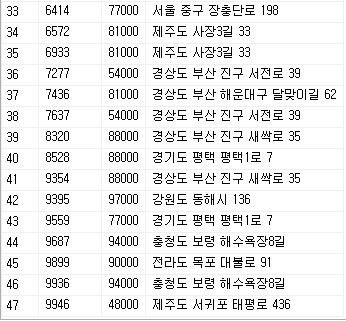 33 6414 77000 서울 중구 장충단로 198
34 6572 81000 제주도 사장3길 33
35 6933 81000 제주도 사장3길 33
36 7277 54000 경상도 부산 진구 서전로 39
37 7436 81000 경상도 부산 해운대구 달맞이길 62
38 7637 54000 경상도 부산 진구 서전로 39
39 8320 88000 경상도 부산 진구 새싹로 35
40 8528 88000 경기도 평택 평택1로 7
41 9354 88000 경상도 부산 진구 새싹로 35
42 9395 97000 강원도 동해시 136
43 9559 77000 경기도 평택 평택1로 7
44 9687 94000 충청도 보령 해수욕장8길
45 9899 90000 전라도 목포 대불로 91
46 9936 94000 충청도 보령 해수욕장8길
47 9946 48000 제주도 서귀포 태평로 436